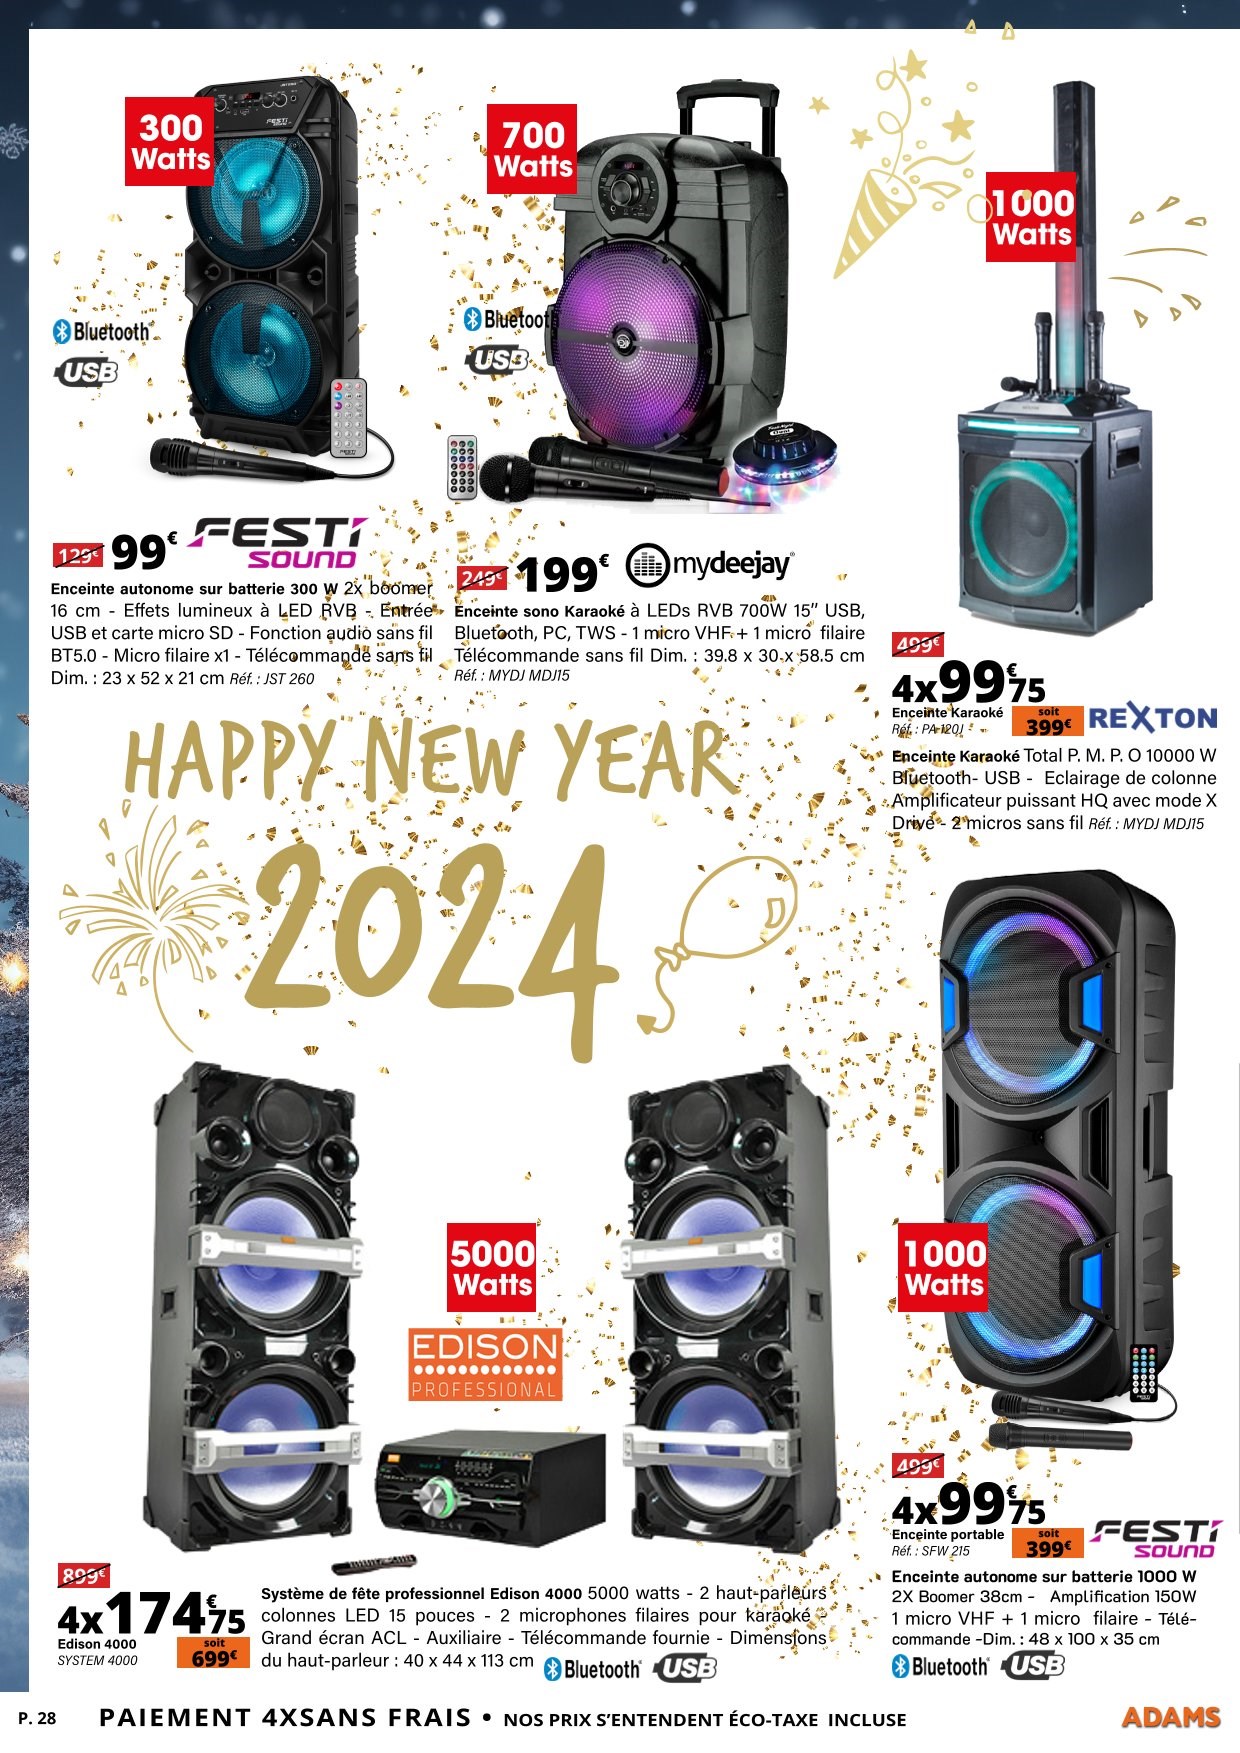 300
Watts
FESTI
Bluetooth
USB
129€ 99€ FESTI
SOUND
Enceinte autonome sur batterie 300 W 2x boomer
16 cm - Effets lumineux à LED RVB - Entrée
USB et carte micro SD - Fonction audio sans fil
BT5.0 - Micro filaire x1 - Télécommande sans fil
Dim. : 23 x 52 x 21 cm Réf. : JST 260
700
Watts
Bluetooth
USB
249€ 199€ mydeejay
Enceinte sono Karaoké à LEDs RVB 700W 15’’ USB,
Bluetooth, PC, TWS - 1 micro VHF + 1 micro filaire
Télécommande sans fil Dim. : 39.8 x 30 x 58.5 cm
Réf. : MYDJ MDJ15
1000
Watts
499€
4x99€75
Enceinte Karaoké
Réf. : PA 120J
soit
399€
REXTON
Enceinte Karaoké Total P. M. P. O 10000 W
Bluetooth- USB - Eclairage de colonne
Amplificateur puissant HQ avec mode X
Drive - 2 micros sans fil Réf. : MYDJ MDJ15
HAPPY NEW YEAR
2024
5000
Watts
EDISON
PROFESSIONAL
899€
4x174€75
Edison 4000
SYSTEM 4000
soit
699€
Système de fête professionnel Edison 4000 5000 watts - 2 haut-parleurs
colonnes LED 15 pouces - 2 microphones filaires pour karaoké -
Grand écran ACL - Auxiliaire - Télécommande fournie - Dimensions
du haut-parleur : 40 x 44 x 113 cm Bluetooth USB
1000
Watts
FESTI
499€
4x99€75
Enceinte portable
Réf. : SFW 215
soit
399€
FESTI
SOUND
Enceinte autonome sur batterie 1000 W
2X Boomer 38cm - Amplification 150W
1 micro VHF + 1 micro filaire - Télé-
commande -Dim. : 48 x 100 x 35 cm
Bluetooth USB
P. 28 PAIEMENT 4XSANS FRAIS • NOS PRIX S’ENTENDENT ÉCO-TAXE INCLUSE ADAMS